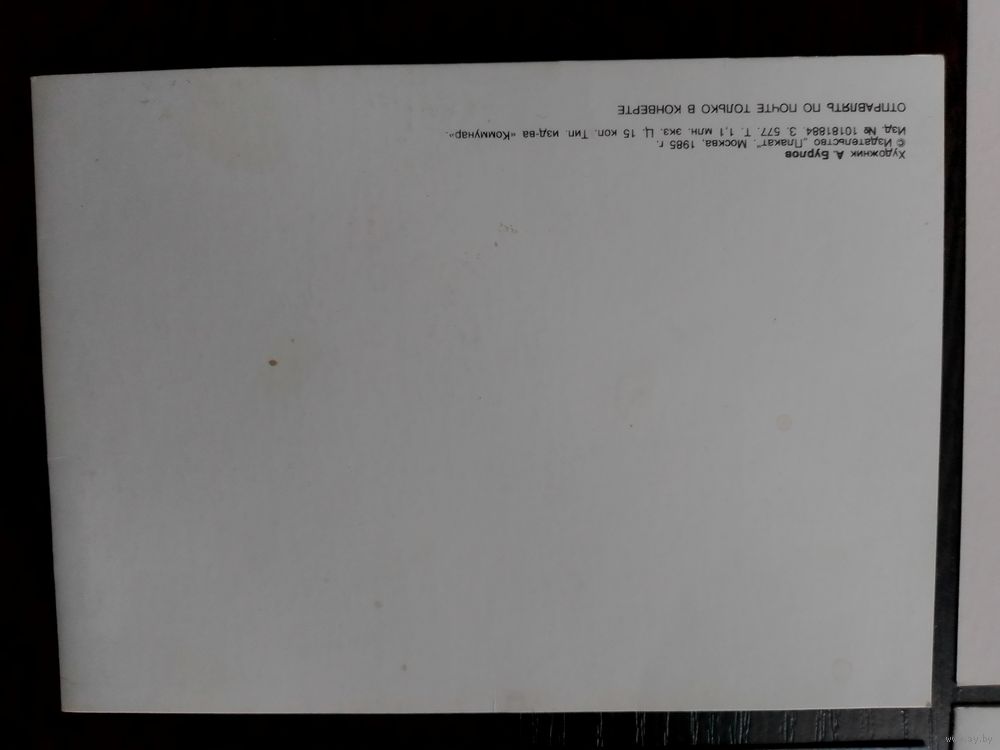 Художник А. Бурлов
© Издательство „Плакат". Москва, 1985 г.
Изд. № 10181884. З. 577. Т. 1,1 млн. экз. Ц. 15 коп. Тип. изд-ва «Коммунар».
ОТПРАВЛЯТЬ ПО ПОЧТЕ ТОЛЬКО В КОНВЕРТЕ